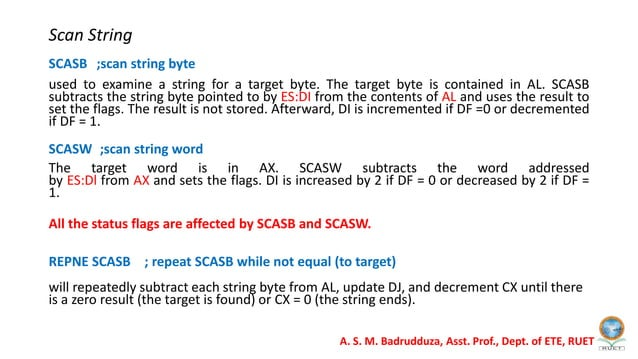 Scan String
SCASB ;scan string byte
used to examine a string for a target byte. The target byte is contained in AL. SCASB
subtracts the string byte pointed to by ES:DI from the contents of AL and uses the result to
set the flags. The result is not stored. Afterward, DI is incremented if DF =0 or decremented
if DF = 1.
SCASW ;scan string word
The target word is in AX. SCASW subtracts the word addressed
by ES:DI from AX and sets the flags. DI is increased by 2 if DF = 0 or decreased by 2 if DF =
1.
All the status flags are affected by SCASB and SCASW.
REPNE SCASB ; repeat SCASB while not equal (to target)
will repeatedly subtract each string byte from AL, update DJ, and decrement CX until there
is a zero result (the target is found) or CX = 0 (the string ends).
A. S. M. Badrudduza, Asst. Prof., Dept. of ETE, RUET
RUET